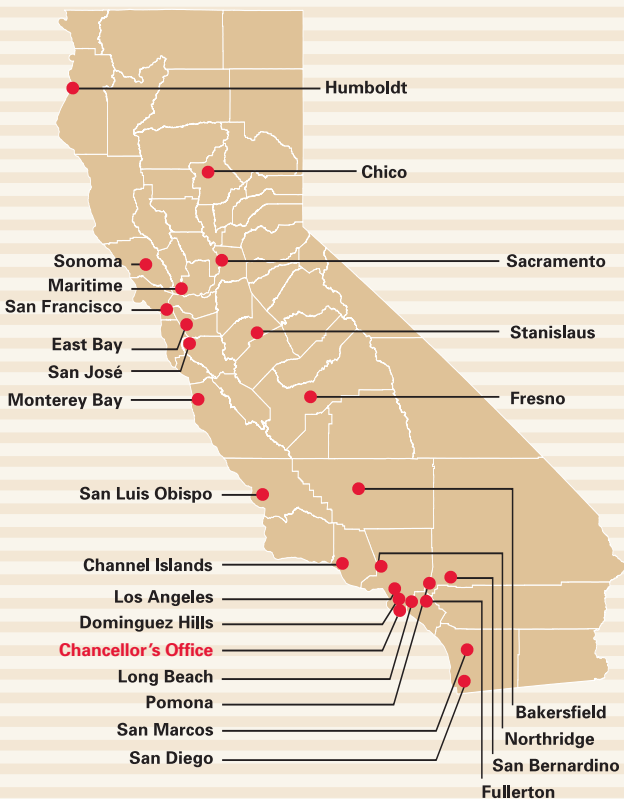 Humboldt
Chico
Sonoma
Sacramento
Maritime
San Francisco
Stanislaus
East Bay
San José
Monterey Bay
Fresno
San Luis Obispo
Channel Islands
Los Angeles
Dominguez Hills
Chancellor's Office
Long Beach
Pomona
San Marcos
San Diego
Bakersfield
Northridge
San Bernardino
Fullerton